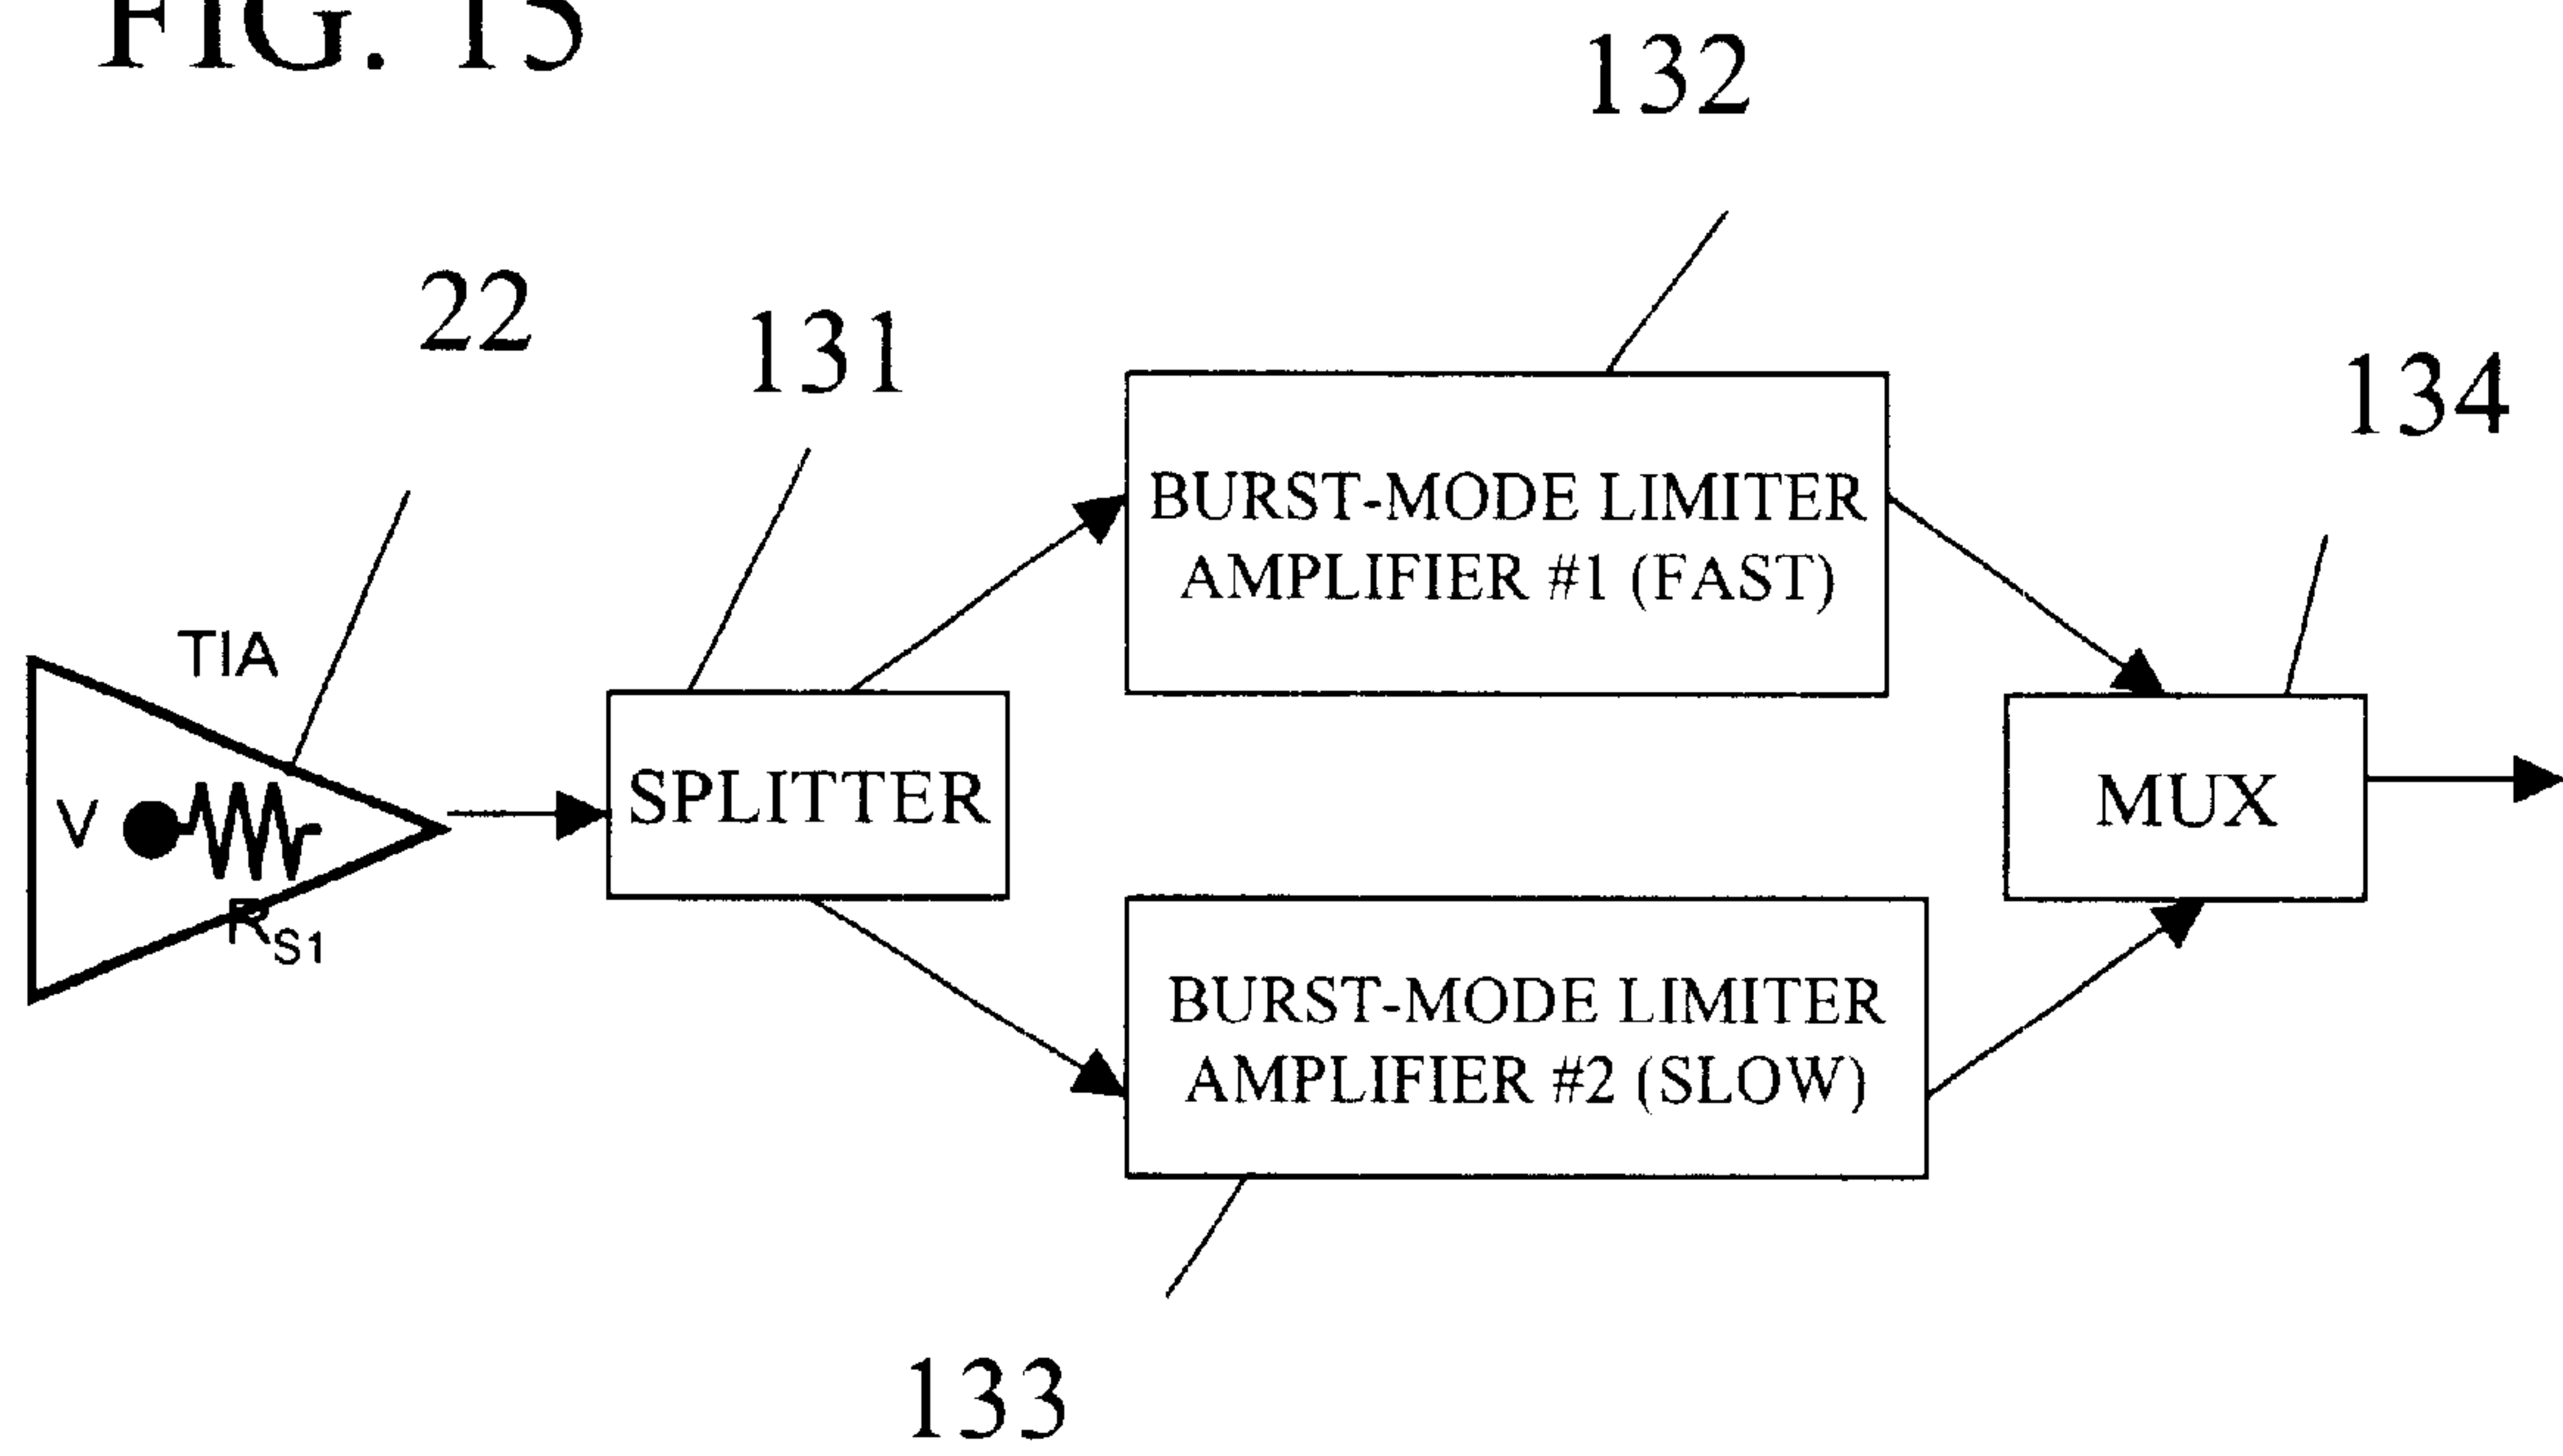 FIG. 15
132
22
131
134
TIA
BURST-MODE LIMITER
AMPLIFIER #1 (FAST)
V
RS1
SPLITTER
MUX
BURST-MODE LIMITER
AMPLIFIER #2 (SLOW)
133